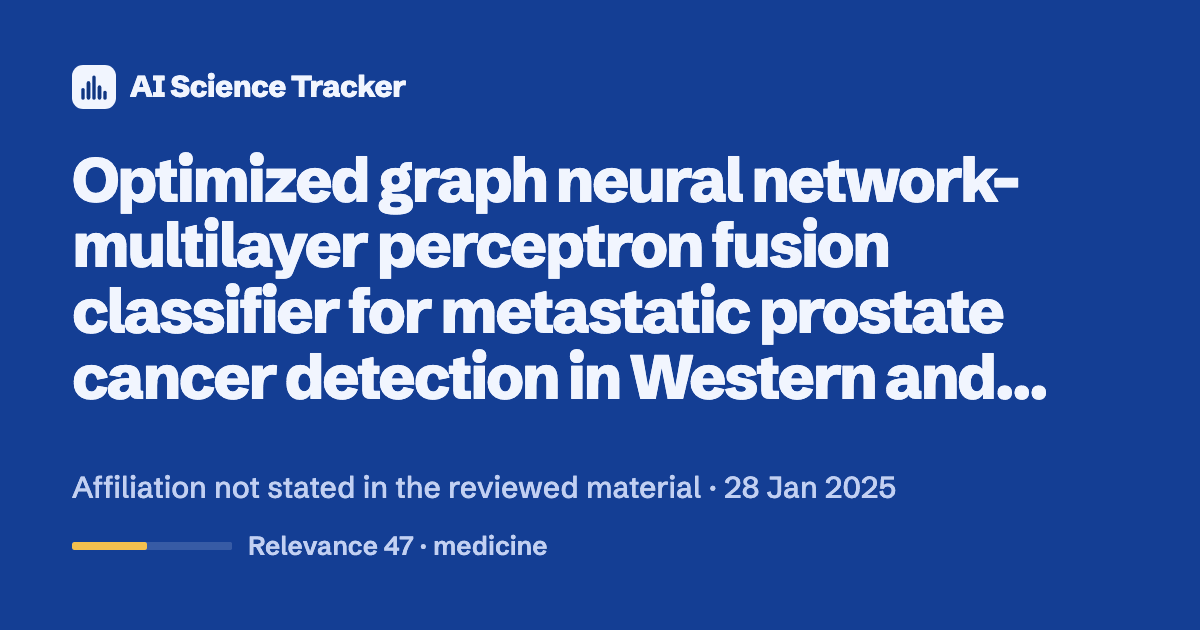 AI Science Tracker
Optimized graph neural network-
multilayer perceptron fusion
classifier for metastatic prostate
cancer detection in Western and...
Affiliation not stated in the reviewed material · 28 Jan 2025
Relevance 47 · medicine